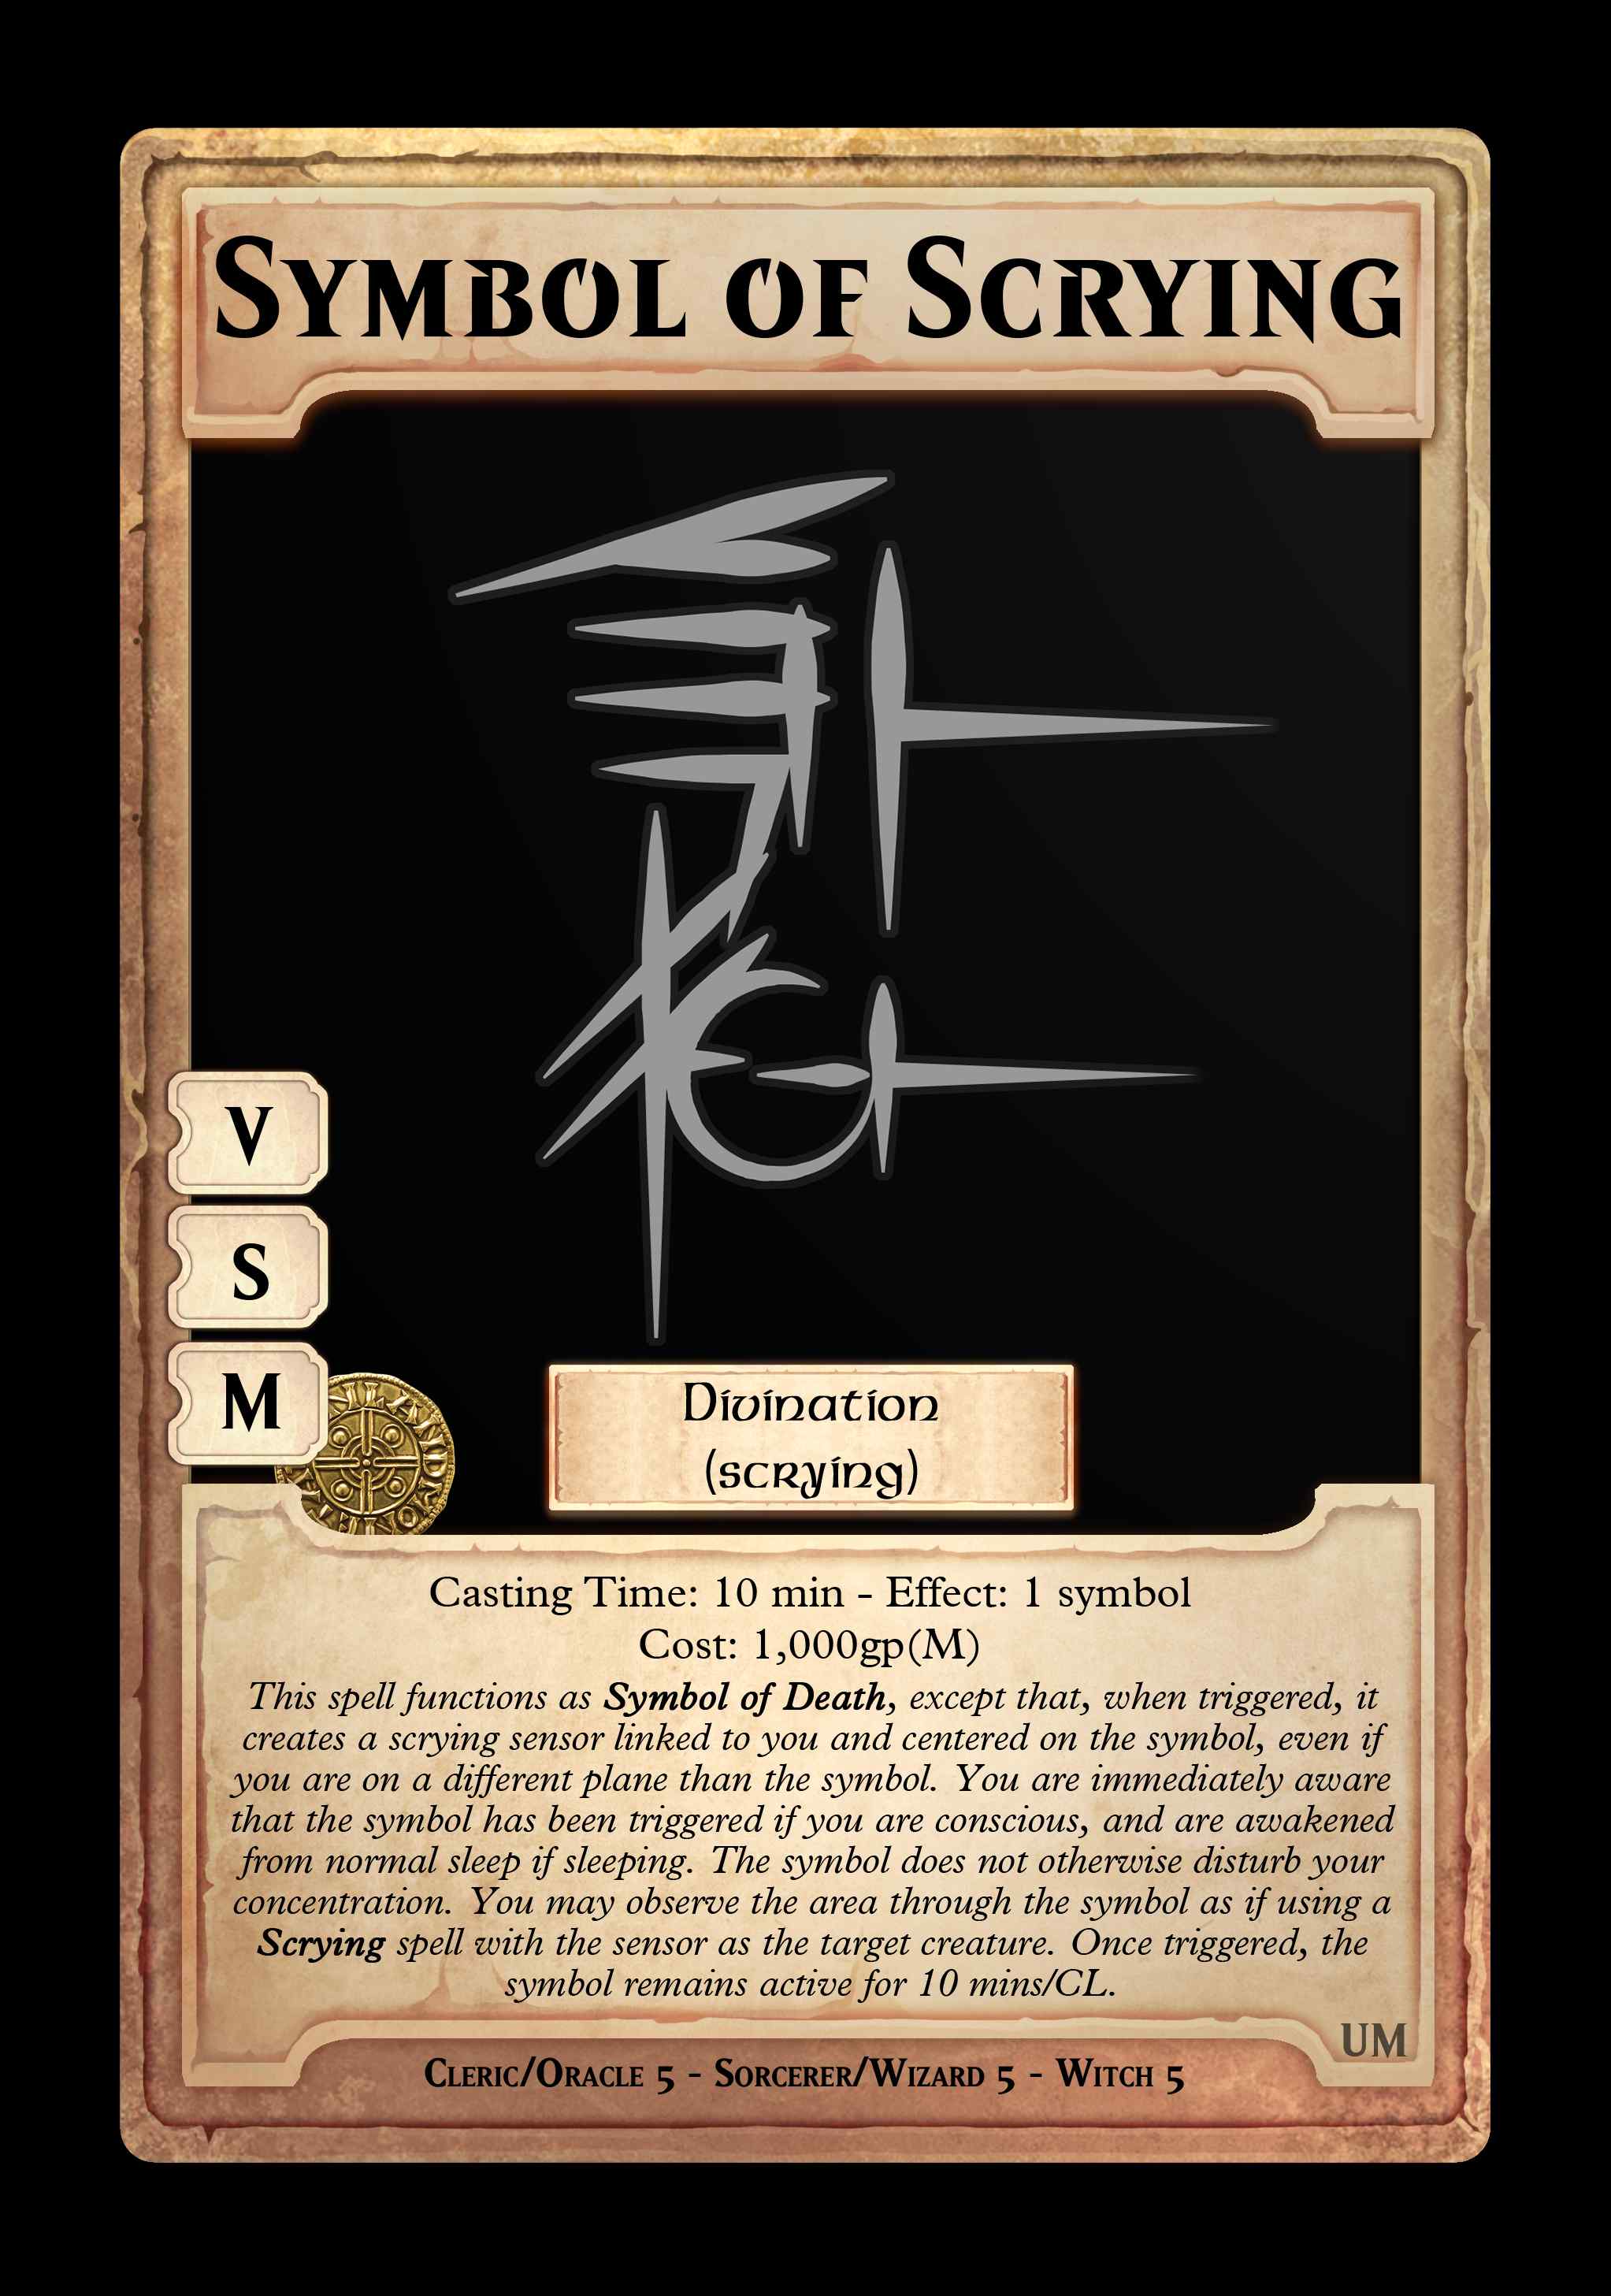 Symbol of Scrying
V
S
M
Divination
(scrying)
Casting Time: 10 min - Effect: 1 symbol
Cost: 1,000gp(M)
This spell functions as Symbol of Death, except that, when triggered, it
creates a scrying sensor linked to you and centered on the symbol, even if
you are on a different plane than the symbol. You are immediately aware
that the symbol has been triggered if you are conscious, and are awakened
from normal sleep if sleeping. The symbol does not otherwise disturb your
concentration. You may observe the area through the symbol as if using a
Scrying spell with the sensor as the target creature. Once triggered, the
symbol remains active for 10 mins/CL.
UM
Cleric/Oracle 5 - Sorcerer/Wizard 5 - Witch 5